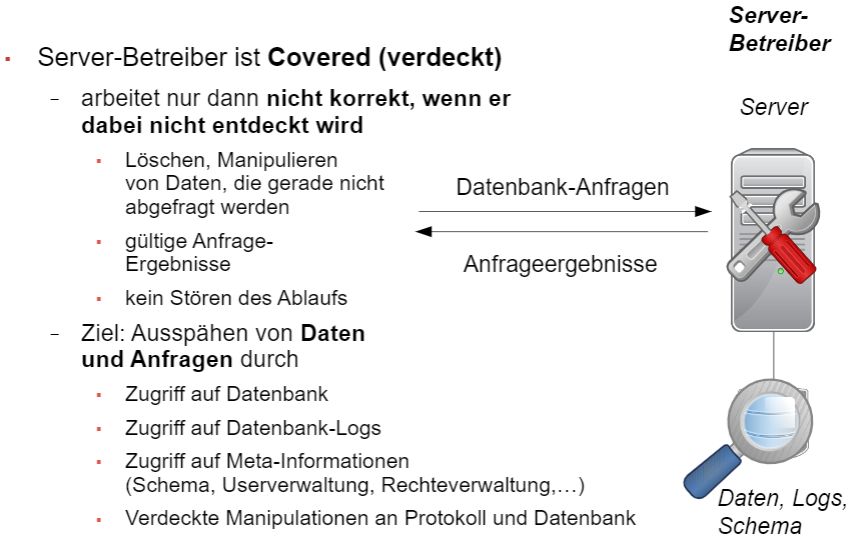 Server-Betreiber ist Covered (verdeckt)
arbeitet nur dann nicht korrekt, wenn er
dabei nicht entdeckt wird
Löschen, Manipulieren
von Daten, die gerade nicht
abgefragt werden
gültige Anfrage-
Ergebnisse
kein Stören des Ablaufs
Ziel: Ausspähen von Daten
und Anfragen durch
Zugriff auf Datenbank
Zugriff auf Datenbank-Logs
Zugriff auf Meta-Informationen
(Schema, Userverwaltung, Rechteverwaltung,…)
Verdeckte Manipulationen an Protokoll und Datenbank
Datenbank-Anfragen
Anfrageergebnisse
Server-
Betreiber
Server
Daten, Logs,
Schema